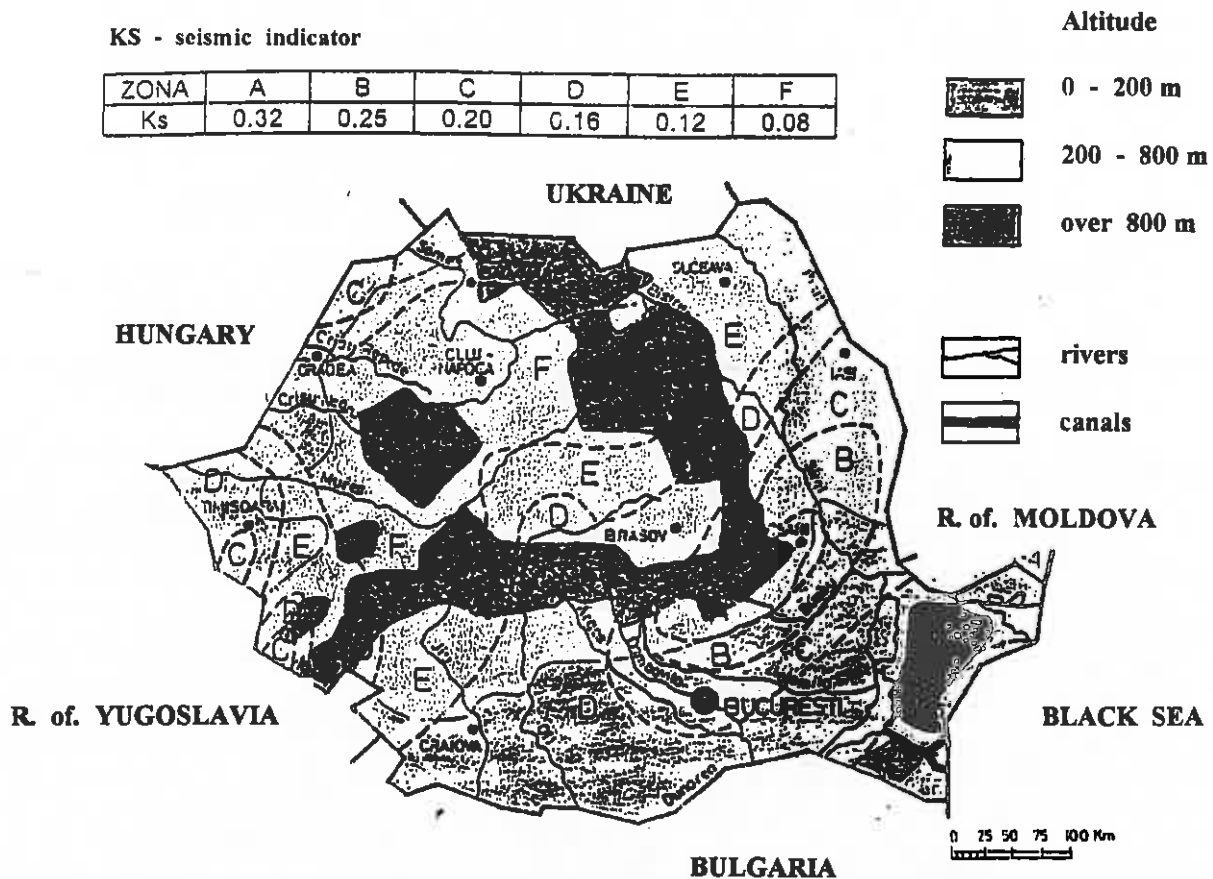 KS - seismic indicator
ZONA A B C D E F
Ks 0.32 0.25 0.20 0.16 0.12 0.08
Altitude
0 - 200 m
200 - 800 m
over 800 m
rivers
canals
UKRAINE
HUNGARY
R. of. MOLDOVA
R. of. YUGOSLAVIA
BLACK SEA
BULGARIA
SUCEAVA
C
E
CLUJ
NAPOCA
F
IASI
C
D
B
Mures
E
D
D
BRASOV
C
E
F
C
B
C
E
D
BUCURESTI
CRAIOVA
0 25 50 75 100 Km